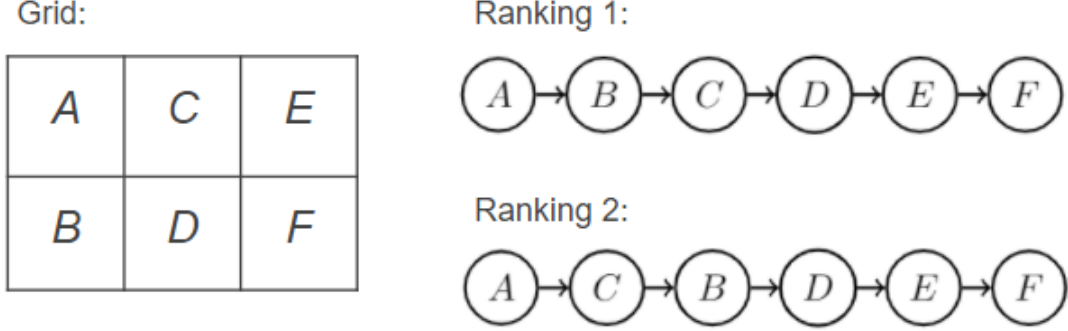 Grid:
A C E
B D F
Ranking 1:
A B C D E F
Ranking 2:
A C B D E F